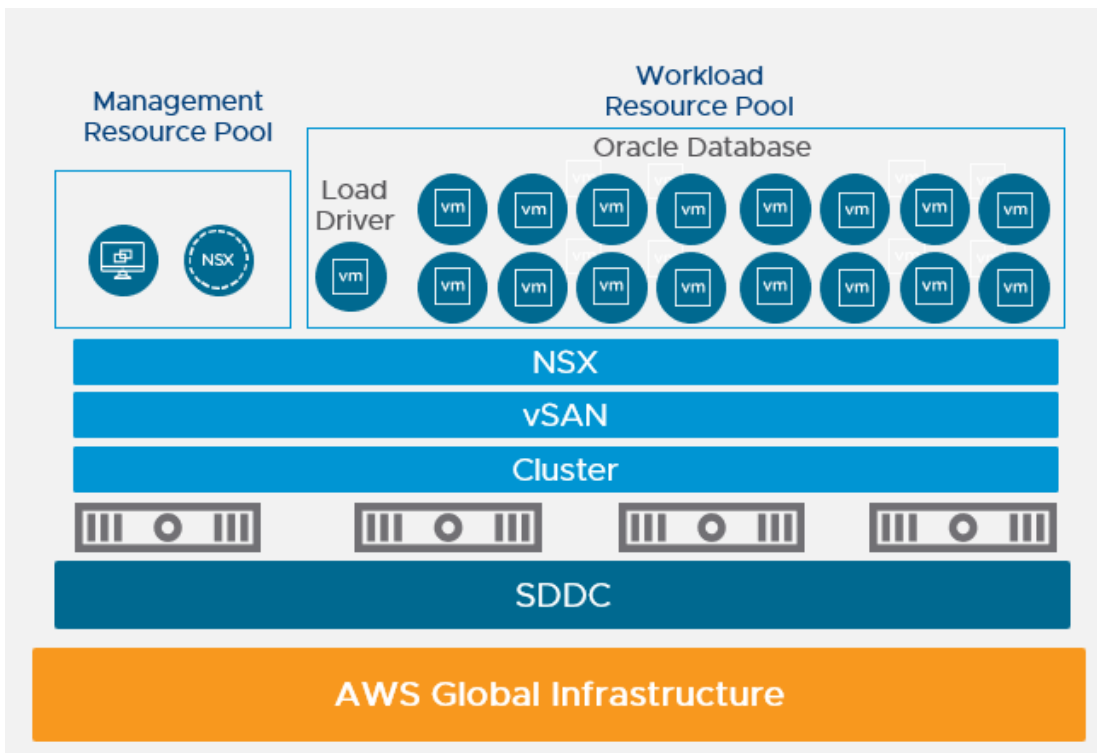 Management
Resource Pool
Workload
Resource Pool
Oracle Database
Load
Driver
vm vm vm vm vm vm vm vm
NSX
vm
vm vm vm vm vm vm vm vm
NSX
vSAN
Cluster
SDDC
AWS Global Infrastructure